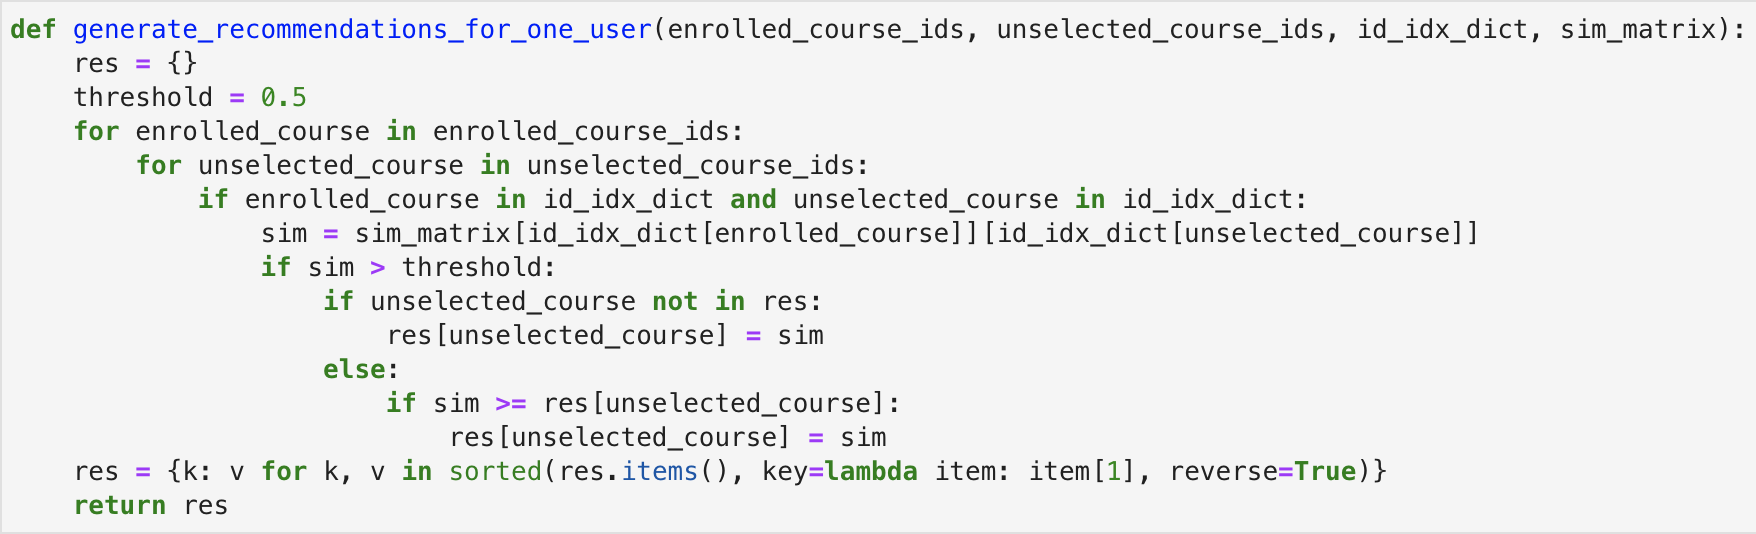 def generate_recommendations_for_one_user(enrolled_course_ids, unselected_course_ids, id_idx_dict, sim_matrix):
    res = {}
    threshold = 0.5
    for enrolled_course in enrolled_course_ids:
        for unselected_course in unselected_course_ids:
            if enrolled_course in id_idx_dict and unselected_course in id_idx_dict:
                sim = sim_matrix[id_idx_dict[enrolled_course]][id_idx_dict[unselected_course]]
                if sim > threshold:
                    if unselected_course not in res:
                        res[unselected_course] = sim
                    else:
                        if sim >= res[unselected_course]:
                            res[unselected_course] = sim
    res = {k: v for k, v in sorted(res.items(), key=lambda item: item[1], reverse=True)}
    return res